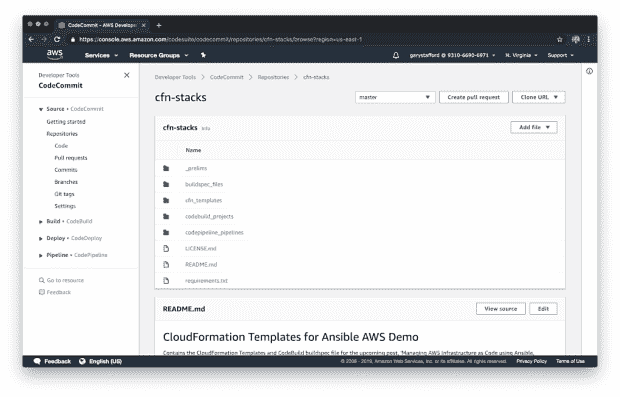 CodeCommit - AWS Developer
https://console.aws.amazon.com/codesuite/codecommit/repositories/cfn-stacks/browse?region=us-east-1
aws Services Resource Groups garystafford @ 9310-6690-6971 N. Virginia Support
Developer Tools
CodeCommit
Source • CodeCommit
Getting started
Repositories
Code
Pull requests
Commits
Branches
Git tags
Settings
Build • CodeBuild
Deploy • CodeDeploy
Pipeline • CodePipeline
Go to resource
Feedback
Developer Tools > CodeCommit > Repositories > cfn-stacks
cfn-stacks
master Create pull request Clone URL
cfn-stacks Info Add file
Name
_prelims
buildspec_files
cfn_templates
codebuild_projects
codepipeline_pipelines
LICENSE.md
README.md
requirements.txt
README.md View source Edit
CloudFormation Templates for Ansible AWS Demo
Contains the CloudFormation Templates and CodeBuild buildspec file for the upcoming post, "Managing AWS Infrastructure as Code using Ansible,
Feedback English (US) © 2008 - 2019, Amazon Web Services, Inc. or its affiliates. All rights reserved. Privacy Policy Terms of Use